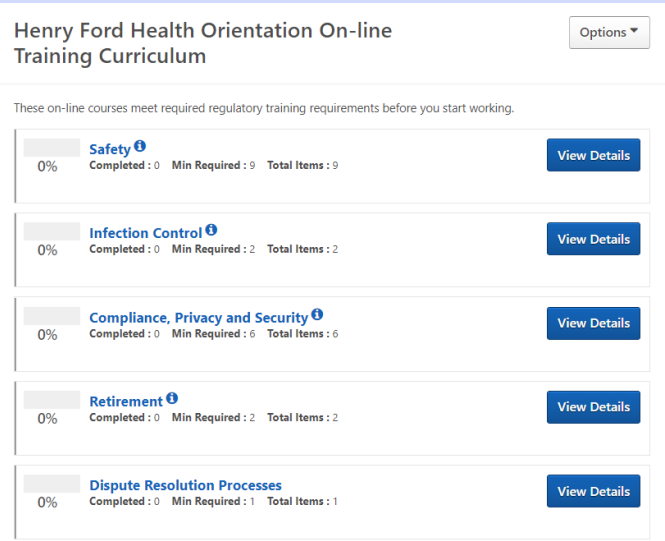 Henry Ford Health Orientation On-line
Training Curriculum
Options
These on-line courses meet required regulatory training requirements before you start working.
Safety
Completed : 0 Min Required : 9 Total Items : 9
0%
View Details
Infection Control
Completed : 0 Min Required : 2 Total Items : 2
0%
View Details
Compliance, Privacy and Security
Completed : 0 Min Required : 6 Total Items : 6
0%
View Details
Retirement
Completed : 0 Min Required : 2 Total Items : 2
0%
View Details
Dispute Resolution Processes
Completed : 0 Min Required : 1 Total Items : 1
0%
View Details